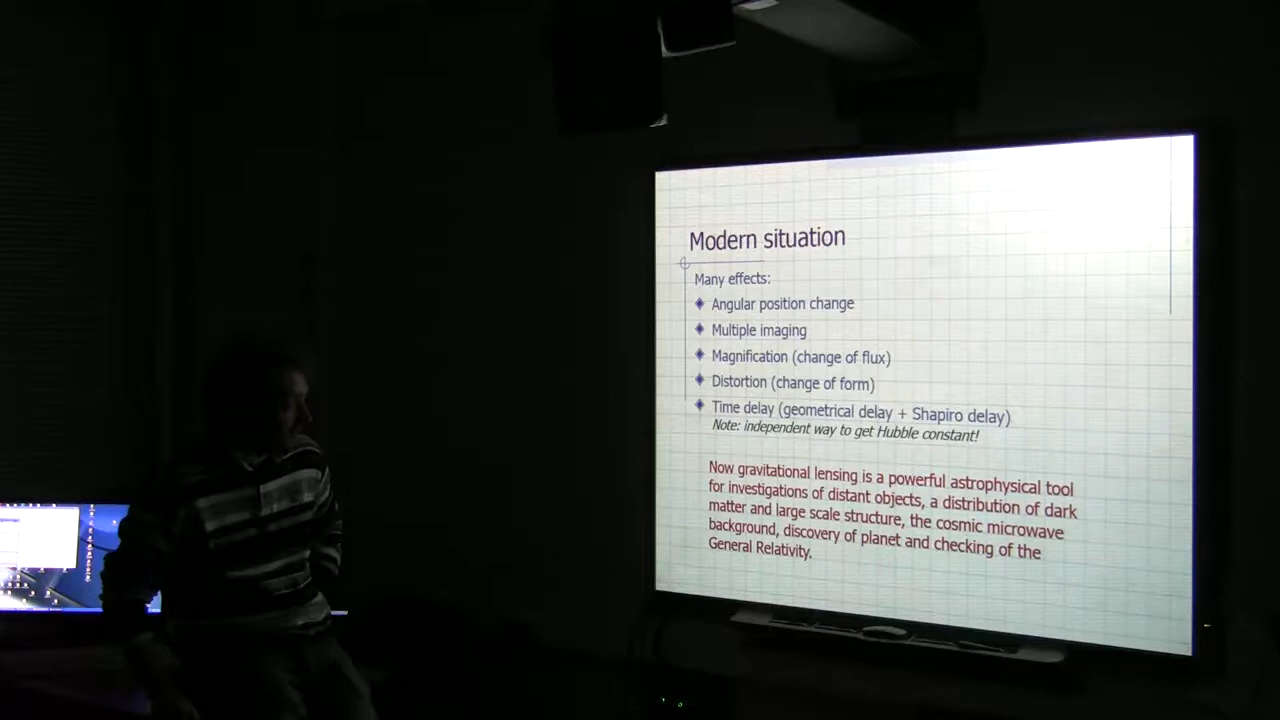 Modern situation
Many effects:
Angular position change
Multiple imaging
Magnification (change of flux)
Distortion (change of form)
Time delay (geometrical delay + Shapiro delay)
Note: independent way to get Hubble constant!
Now gravitational lensing is a powerful astrophysical tool
for investigations of distant objects, a distribution of dark
matter and large scale structure, the cosmic microwave
background, discovery of planet and checking of the
General Relativity.